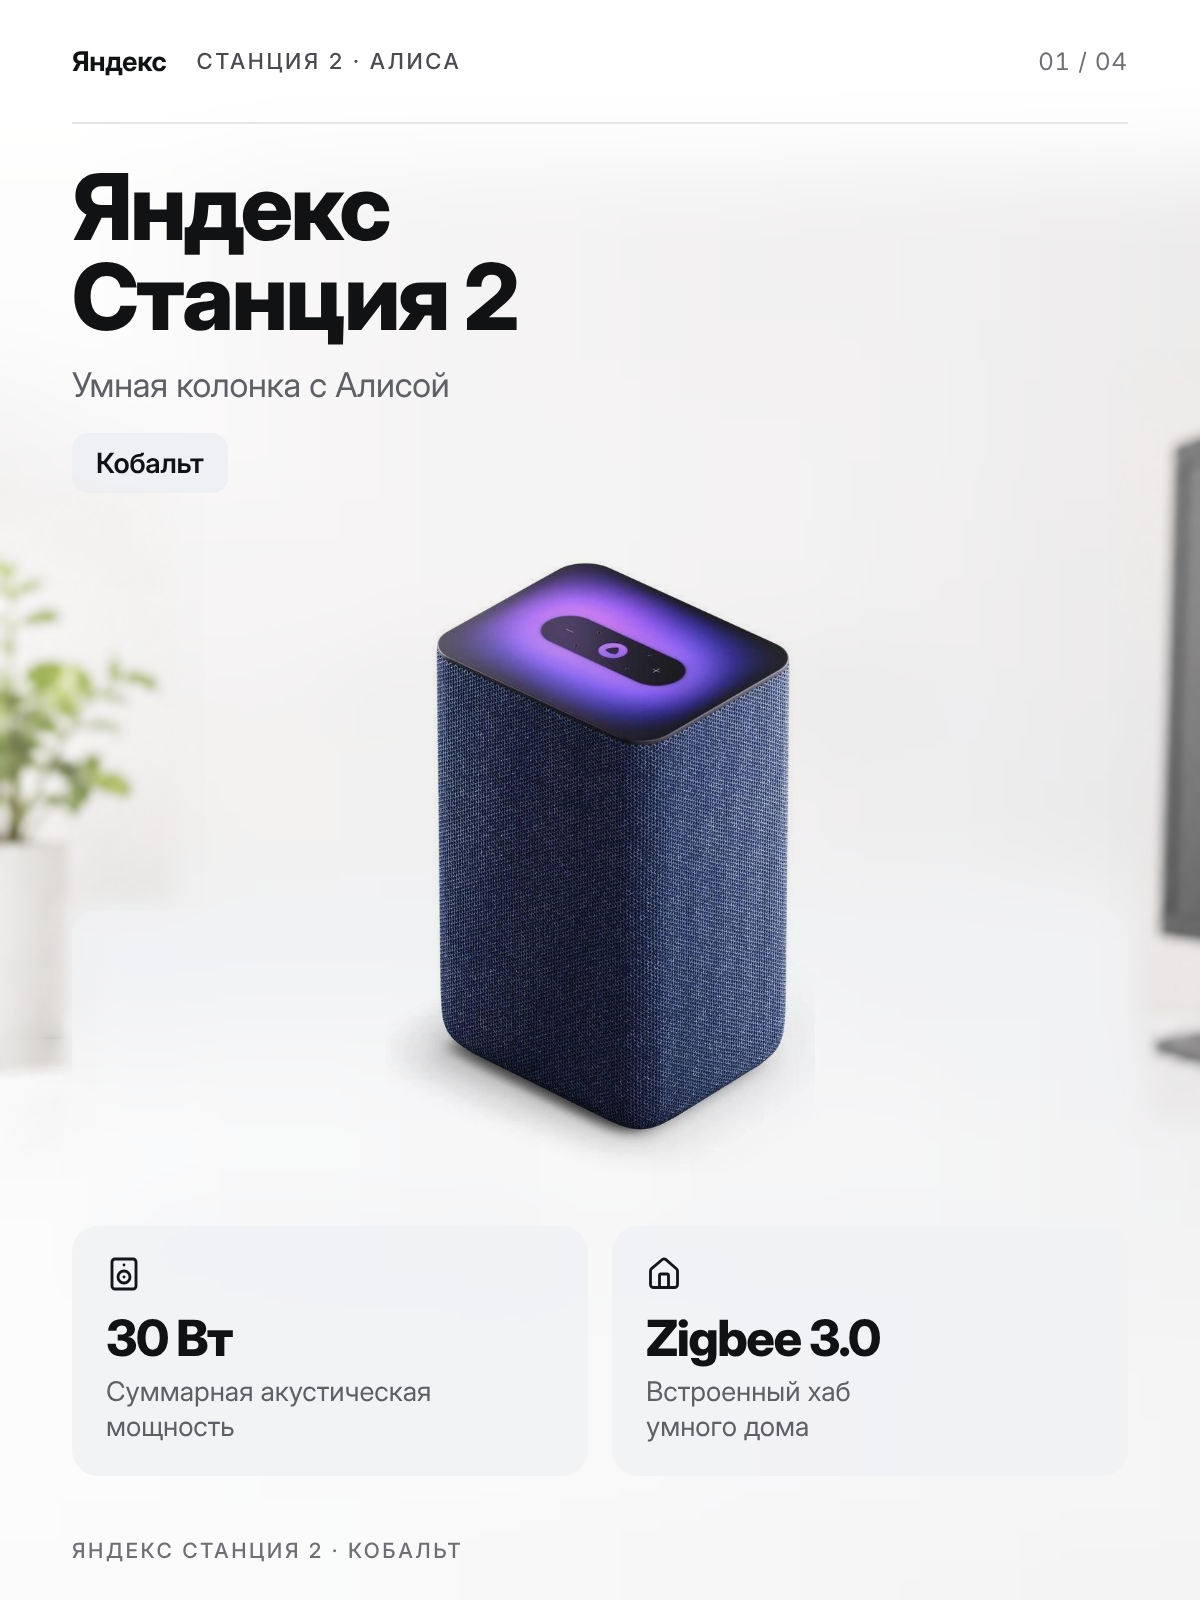 Яндекс СТАНЦИЯ 2 · АЛИСА 01 / 04
Яндекс
Станция 2
Умная колонка с Алисой
Кобальт
30 Вт
Суммарная акустическая
мощность
Zigbee 3.0
Встроенный хаб
умного дома
ЯНДЕКС СТАНЦИЯ 2 · КОБАЛЬТ